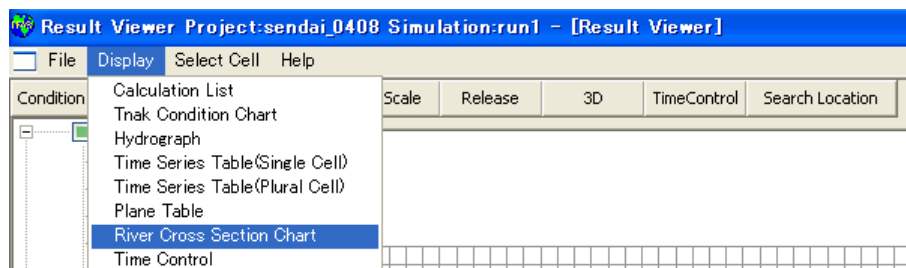 Result Viewer Project:sendai_0408 Simulation:run1 - [Result Viewer]
File Display Select Cell Help
Condition Scale Release 3D TimeControl Search Location
Calculation List
Tnak Condition Chart
Hydrograph
Time Series Table(Single Cell)
Time Series Table(Plural Cell)
Plane Table
River Cross Section Chart
Time Control